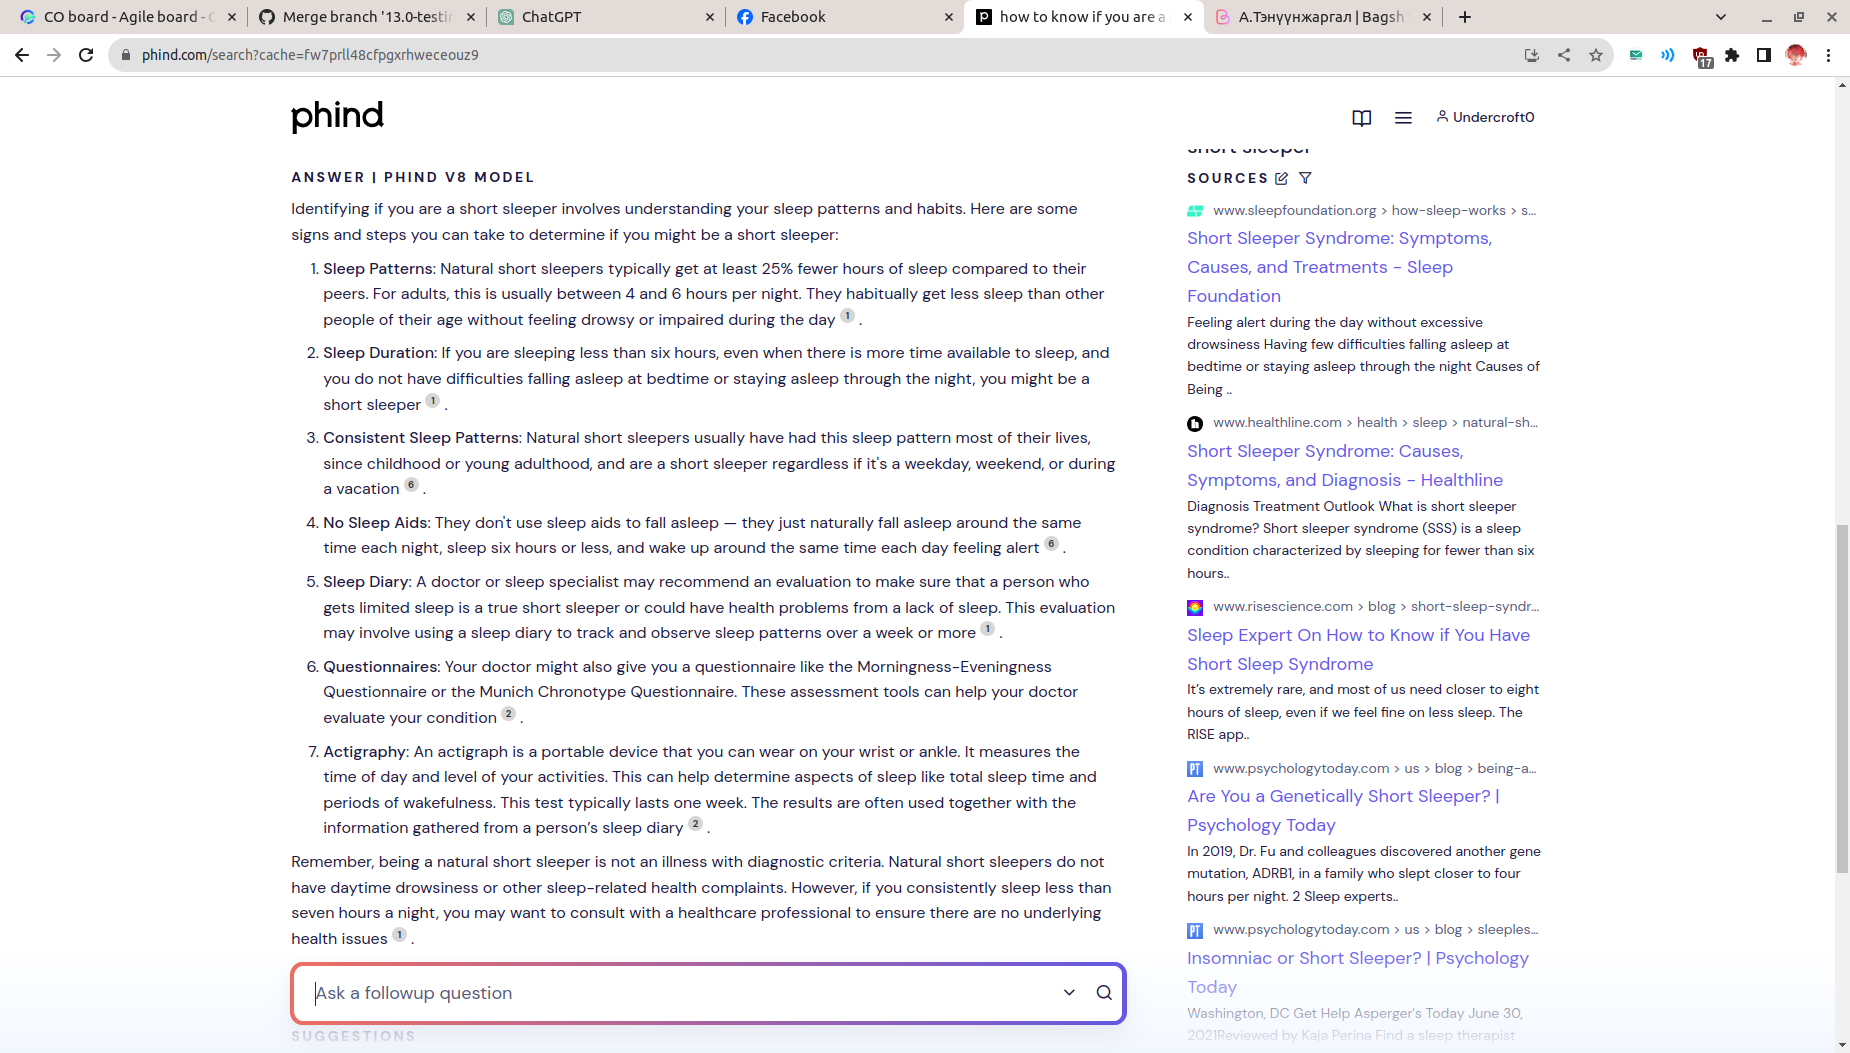 CO board - Agile board -
Merge branch '13.0-testin
ChatGPT
Facebook
how to know if you are a
А.Тэнүүнжаргал | Bagsh
phind.com/search?cache=fw7prll48cfpgxrhweceouz9
17
phind
Undercroft0
ANSWER | PHIND V8 MODEL
Identifying if you are a short sleeper involves understanding your sleep patterns and habits. Here are some
signs and steps you can take to determine if you might be a short sleeper:
1. Sleep Patterns: Natural short sleepers typically get at least 25% fewer hours of sleep compared to their
peers. For adults, this is usually between 4 and 6 hours per night. They habitually get less sleep than other
people of their age without feeling drowsy or impaired during the day 1 .
2. Sleep Duration: If you are sleeping less than six hours, even when there is more time available to sleep, and
you do not have difficulties falling asleep at bedtime or staying asleep through the night, you might be a
short sleeper 1 .
3. Consistent Sleep Patterns: Natural short sleepers usually have had this sleep pattern most of their lives,
since childhood or young adulthood, and are a short sleeper regardless if it's a weekday, weekend, or during
a vacation 6 .
4. No Sleep Aids: They don't use sleep aids to fall asleep — they just naturally fall asleep around the same
time each night, sleep six hours or less, and wake up around the same time each day feeling alert 6 .
5. Sleep Diary: A doctor or sleep specialist may recommend an evaluation to make sure that a person who
gets limited sleep is a true short sleeper or could have health problems from a lack of sleep. This evaluation
may involve using a sleep diary to track and observe sleep patterns over a week or more 1 .
6. Questionnaires: Your doctor might also give you a questionnaire like the Morningness-Eveningness
Questionnaire or the Munich Chronotype Questionnaire. These assessment tools can help your doctor
evaluate your condition 2 .
7. Actigraphy: An actigraph is a portable device that you can wear on your wrist or ankle. It measures the
time of day and level of your activities. This can help determine aspects of sleep like total sleep time and
periods of wakefulness. This test typically lasts one week. The results are often used together with the
information gathered from a person's sleep diary 2 .
Remember, being a natural short sleeper is not an illness with diagnostic criteria. Natural short sleepers do not
have daytime drowsiness or other sleep-related health complaints. However, if you consistently sleep less than
seven hours a night, you may want to consult with a healthcare professional to ensure there are no underlying
health issues 1 .
Ask a followup question
SUGGESTIONS
short sleeper
SOURCES
www.sleepfoundation.org > how-sleep-works > s...
Short Sleeper Syndrome: Symptoms,
Causes, and Treatments - Sleep
Foundation
Feeling alert during the day without excessive
drowsiness Having few difficulties falling asleep at
bedtime or staying asleep through the night Causes of
Being ..
www.healthline.com > health > sleep > natural-sh...
Short Sleeper Syndrome: Causes,
Symptoms, and Diagnosis - Healthline
Diagnosis Treatment Outlook What is short sleeper
syndrome? Short sleeper syndrome (SSS) is a sleep
condition characterized by sleeping for fewer than six
hours..
www.risescience.com > blog > short-sleep-syndr...
Sleep Expert On How to Know if You Have
Short Sleep Syndrome
It's extremely rare, and most of us need closer to eight
hours of sleep, even if we feel fine on less sleep. The
RISE app..
PT
www.psychologytoday.com > us > blog > being-a...
Are You a Genetically Short Sleeper? |
Psychology Today
In 2019, Dr. Fu and colleagues discovered another gene
mutation, ADRB1, in a family who slept closer to four
hours per night. 2 Sleep experts..
PT
www.psychologytoday.com > us > blog > sleeples...
Insomniac or Short Sleeper? | Psychology
Today
Washington, DC Get Help Asperger's Today June 30,
2021Reviewed by Kaja Perina Find a sleep therapist